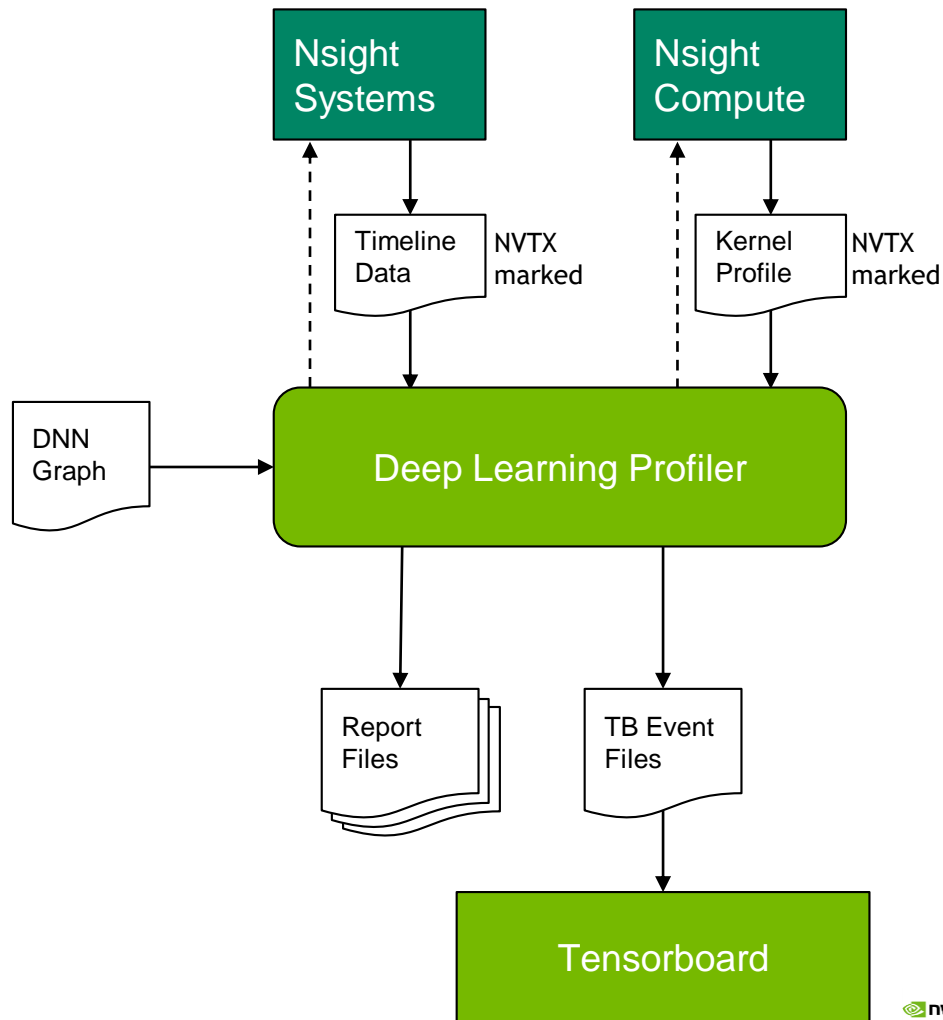 Nsight
Systems
Nsight
Compute
Timeline
Data
NVTX
marked
Kernel
Profile
NVTX
marked
DNN
Graph
Deep Learning Profiler
Report
Files
TB Event
Files
Tensorboard